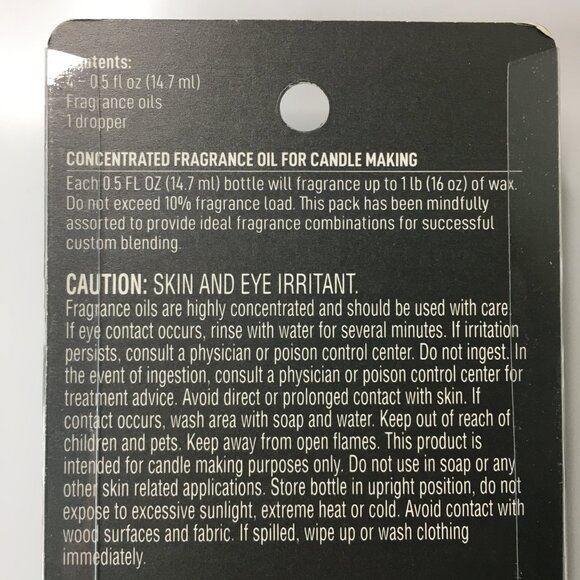 Contents:
4 - 0.5 fl oz (14.7 ml)
Fragrance oils
1 dropper
CONCENTRATED FRAGRANCE OIL FOR CANDLE MAKING
Each 0.5 FL OZ (14.7 ml) bottle will fragrance up to 1 lb (16 oz) of wax.
Do not exceed 10% fragrance load. This pack has been mindfully
assorted to provide ideal fragrance combinations for successful
custom blending.
CAUTION: SKIN AND EYE IRRITANT.
Fragrance oils are highly concentrated and should be used with care.
If eye contact occurs, rinse with water for several minutes. If irritation
persists, consult a physician or poison control center. Do not ingest. In
the event of ingestion, consult a physician or poison control center for
treatment advice. Avoid direct or prolonged contact with skin. If
contact occurs, wash area with soap and water. Keep out of reach of
children and pets. Keep away from open flames. This product is
intended for candle making purposes only. Do not use in soap or any
other skin related applications. Store bottle in upright position, do not
expose to excessive sunlight, extreme heat or cold. Avoid contact with
wood surfaces and fabric. If spilled, wipe up or wash clothing
immediately.